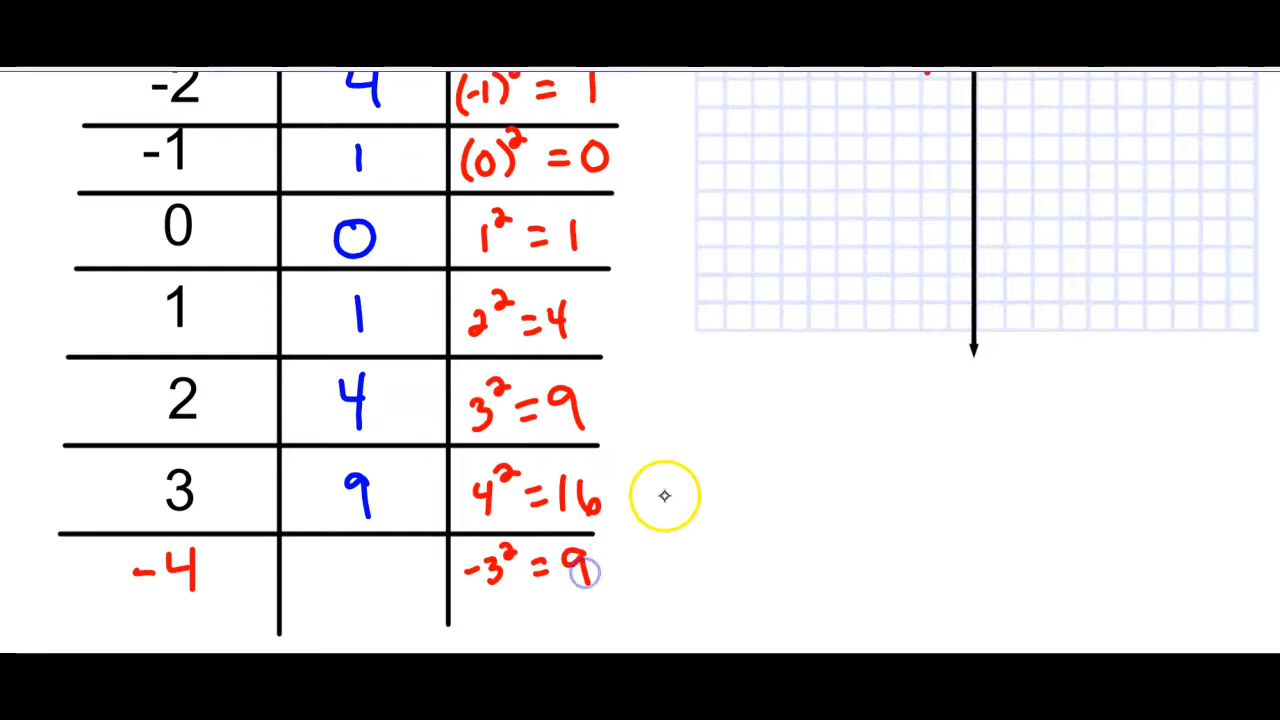 -2 4 (-1)² = 1
-1 1 (0)² = 0
0 0 1² = 1
1 1 2² = 4
2 4 3² = 9
3 9 4² = 16
-4 -3² = 9